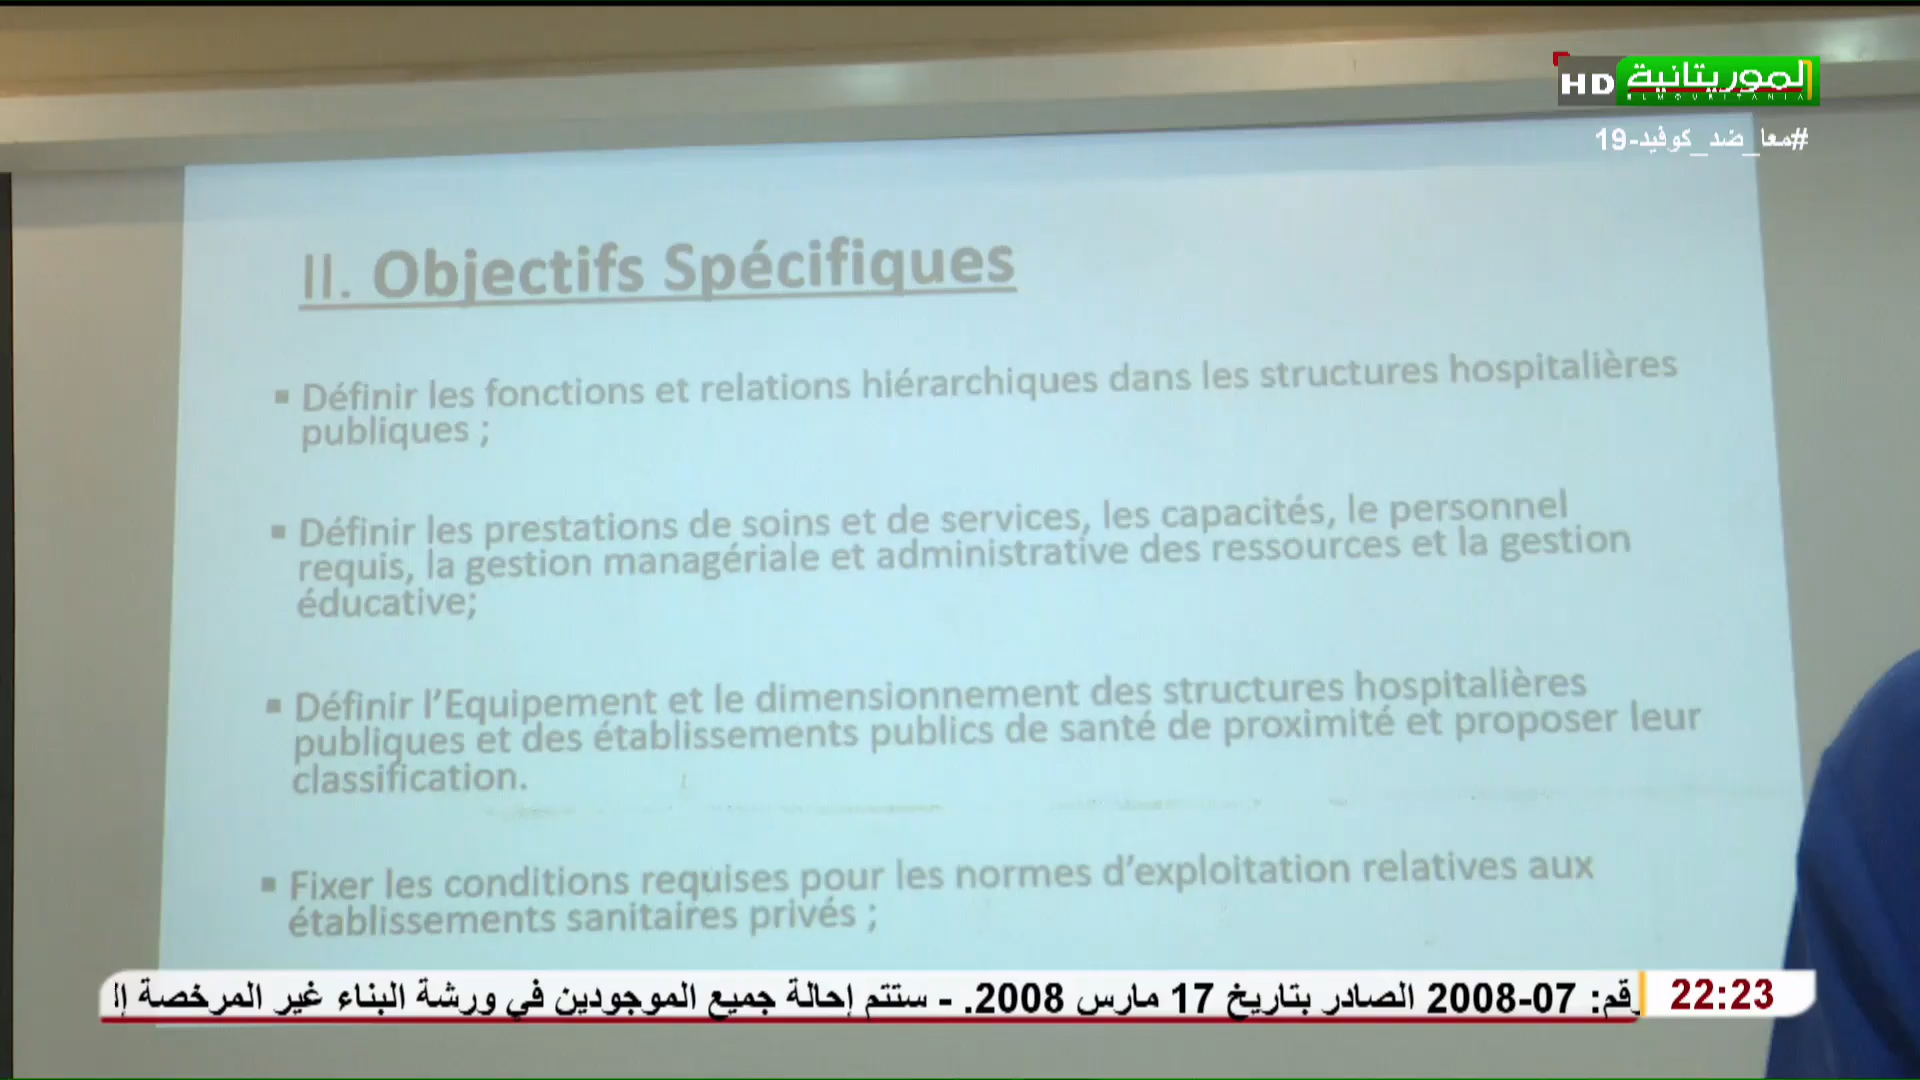 HD الموريتانية
ELMOURITANIA
#معا_ضد_كوفيد-19
II. Objectifs Spécifiques
▪ Définir les fonctions et relations hiérarchiques dans les structures hospitalières
publiques ;
▪ Définir les prestations de soins et de services, les capacités, le personnel
requis, la gestion managériale et administrative des ressources et la gestion
éducative;
▪ Définir l’Equipement et le dimensionnement des structures hospitalières
publiques et des établissements publics de santé de proximité et proposer leur
classification.
▪ Fixer les conditions requises pour les normes d’exploitation relatives aux
établissements sanitaires privés ;
رقم: 07-2008 الصادر بتاريخ 17 مارس 2008. - ستتم إحالة جميع الموجودين في ورشة البناء غير المرخصة
22:23